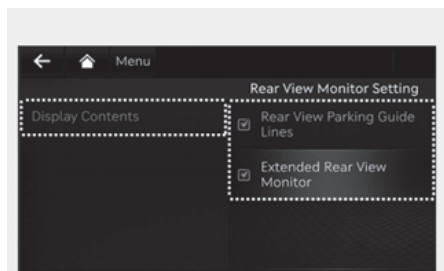 Menu
Rear View Monitor Setting
Display Contents
Rear View Parking Guide
Lines
Extended Rear View
Monitor